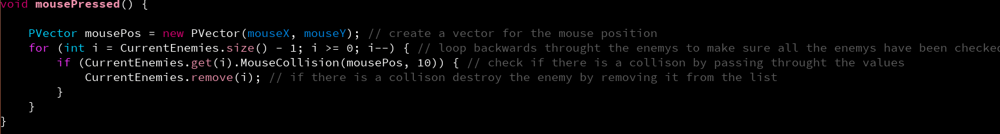 void mousePressed() {
PVector mousePos = new PVector(mouseX, mouseY); // create a vector for the mouse position
for (int i = CurrentEnemies.size() - 1; i >= 0; i--) { // loop backwards throught the enemys to make sure all the enemys have been checked
if (CurrentEnemies.get(i).MouseCollision(mousePos, 10)) { // check if there is a collison by passing throught the values
CurrentEnemies.remove(i); // if there is a collison destroy the enemy by removing it from the list
}
}
}